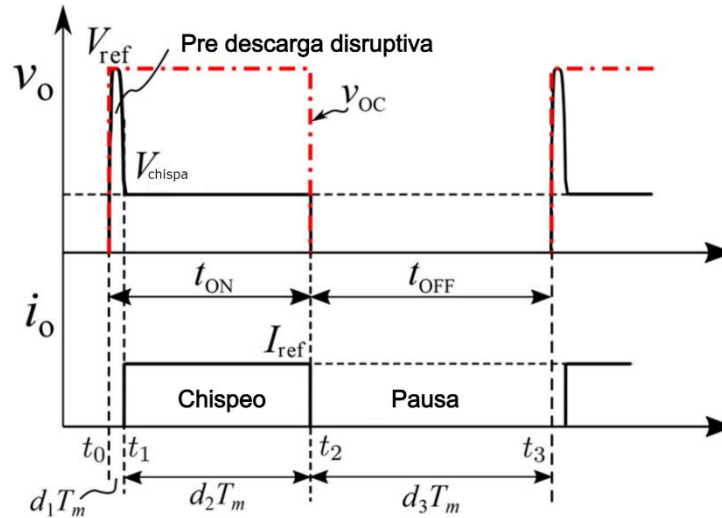 V_ref Pre descarga disruptiva
v_o
v_OC
V_chispa
t_ON t_OFF
i_o
I_ref
Chispeo Pausa
t_0 t_1 t_2 t_3
d_1T_m d_2T_m d_3T_m